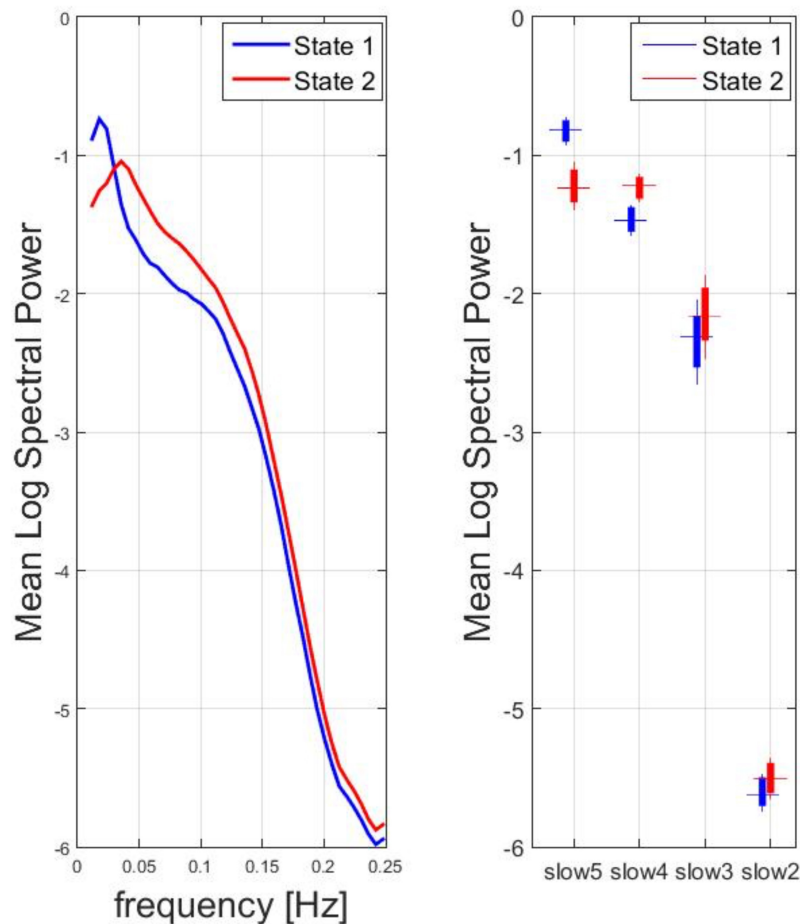 State 1
State 2
0
-1
-2
-3
-4
-5
-6
0
0.05
0.1
0.15
0.2
0.25
Mean Log Spectral Power
frequency [Hz]
State 1
State 2
0
-1
-2
-3
-4
-5
-6
slow5 slow4 slow3 slow2
Mean Log Spectral Power